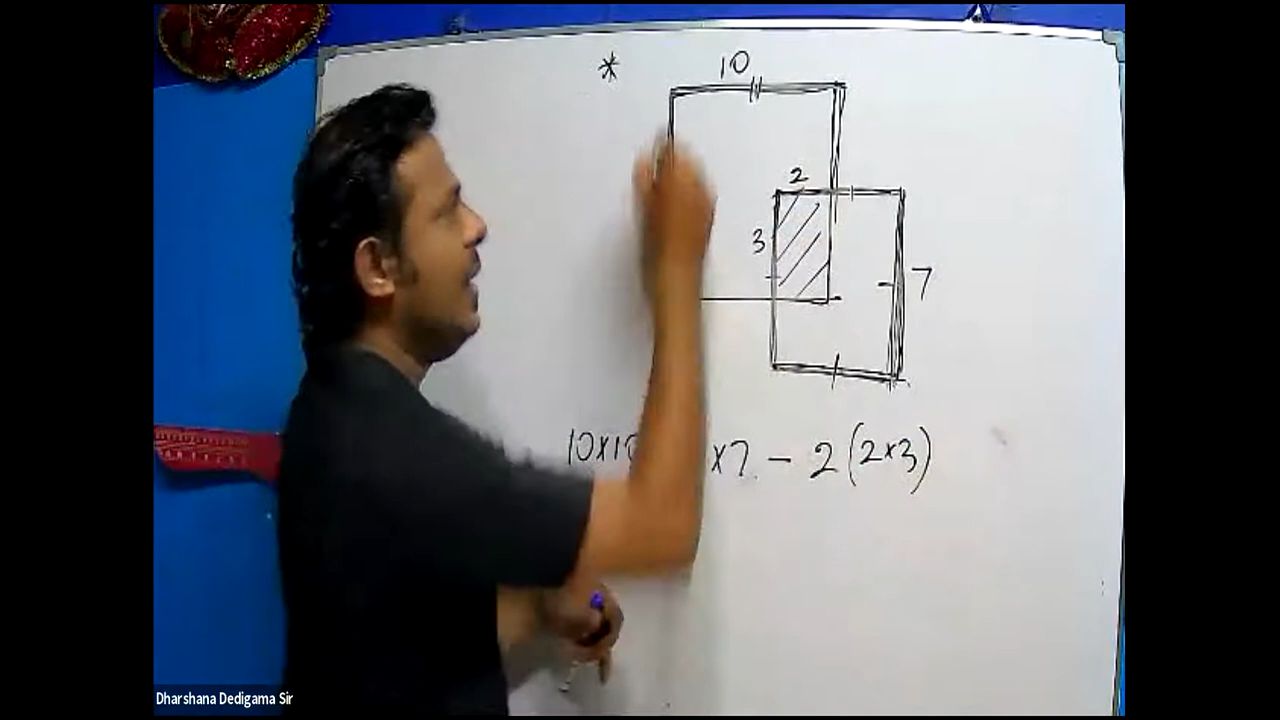 * 10
2
3
7
10x1 x7 - 2(2x3)
Dharshana Dedigama Sir